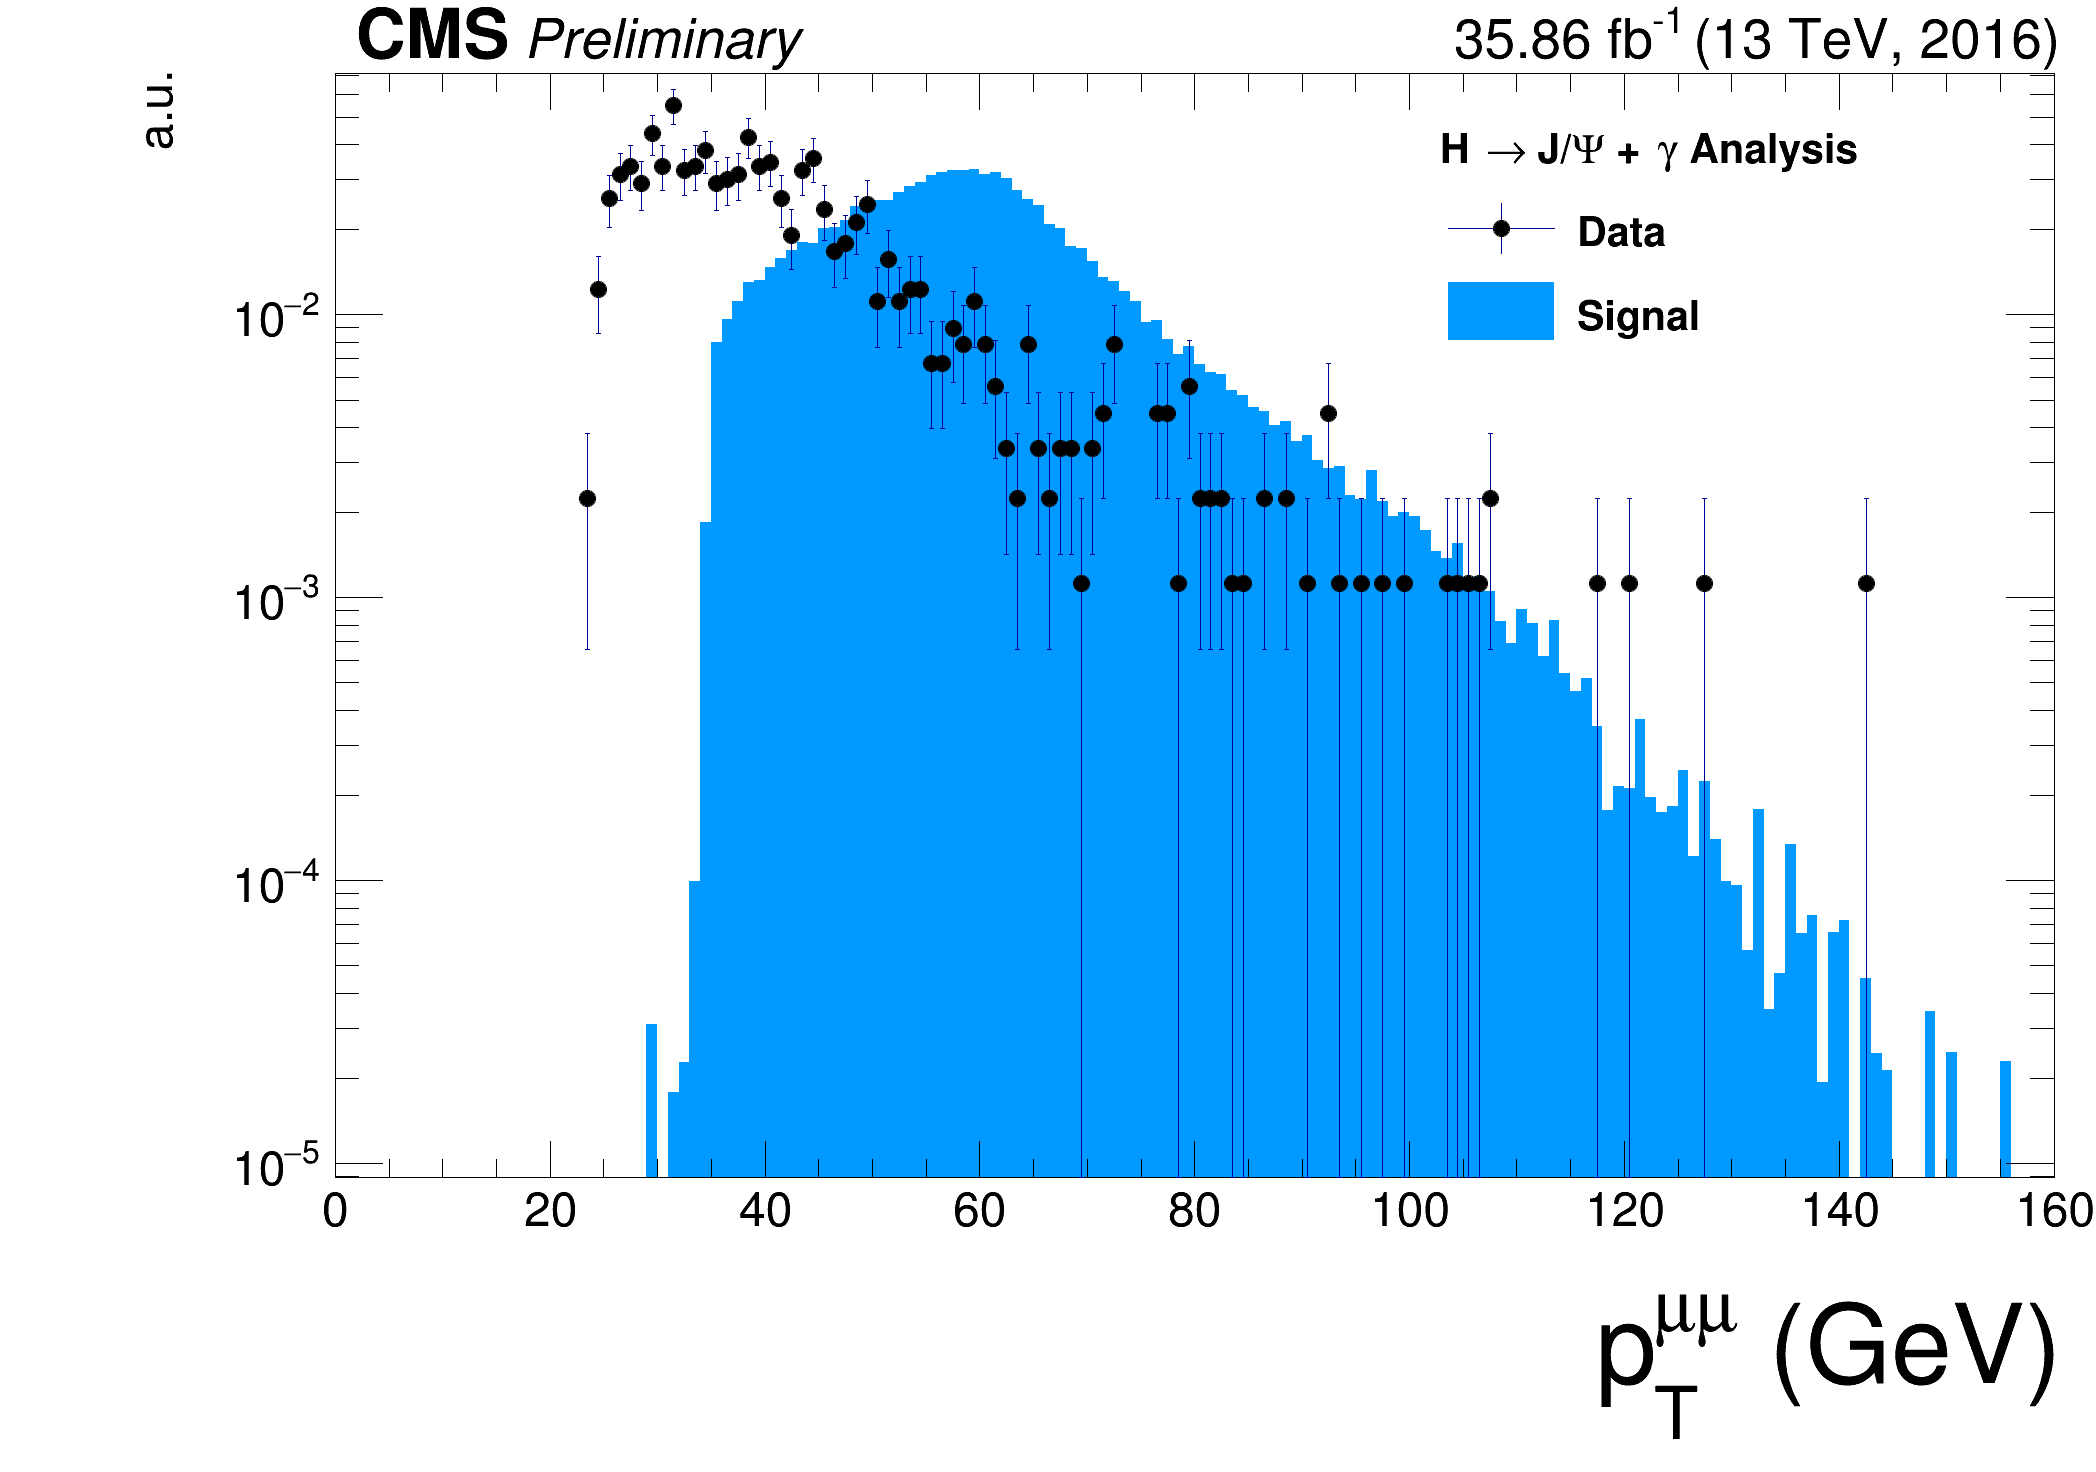 CMS Preliminary 35.86 fb⁻¹ (13 TeV, 2016)
a.u.
H → J/Ψ + γ Analysis
Data
Signal
10⁻²
10⁻³
10⁻⁴
10⁻⁵
0 20 40 60 80 100 120 140 160
p_T^μμ (GeV)